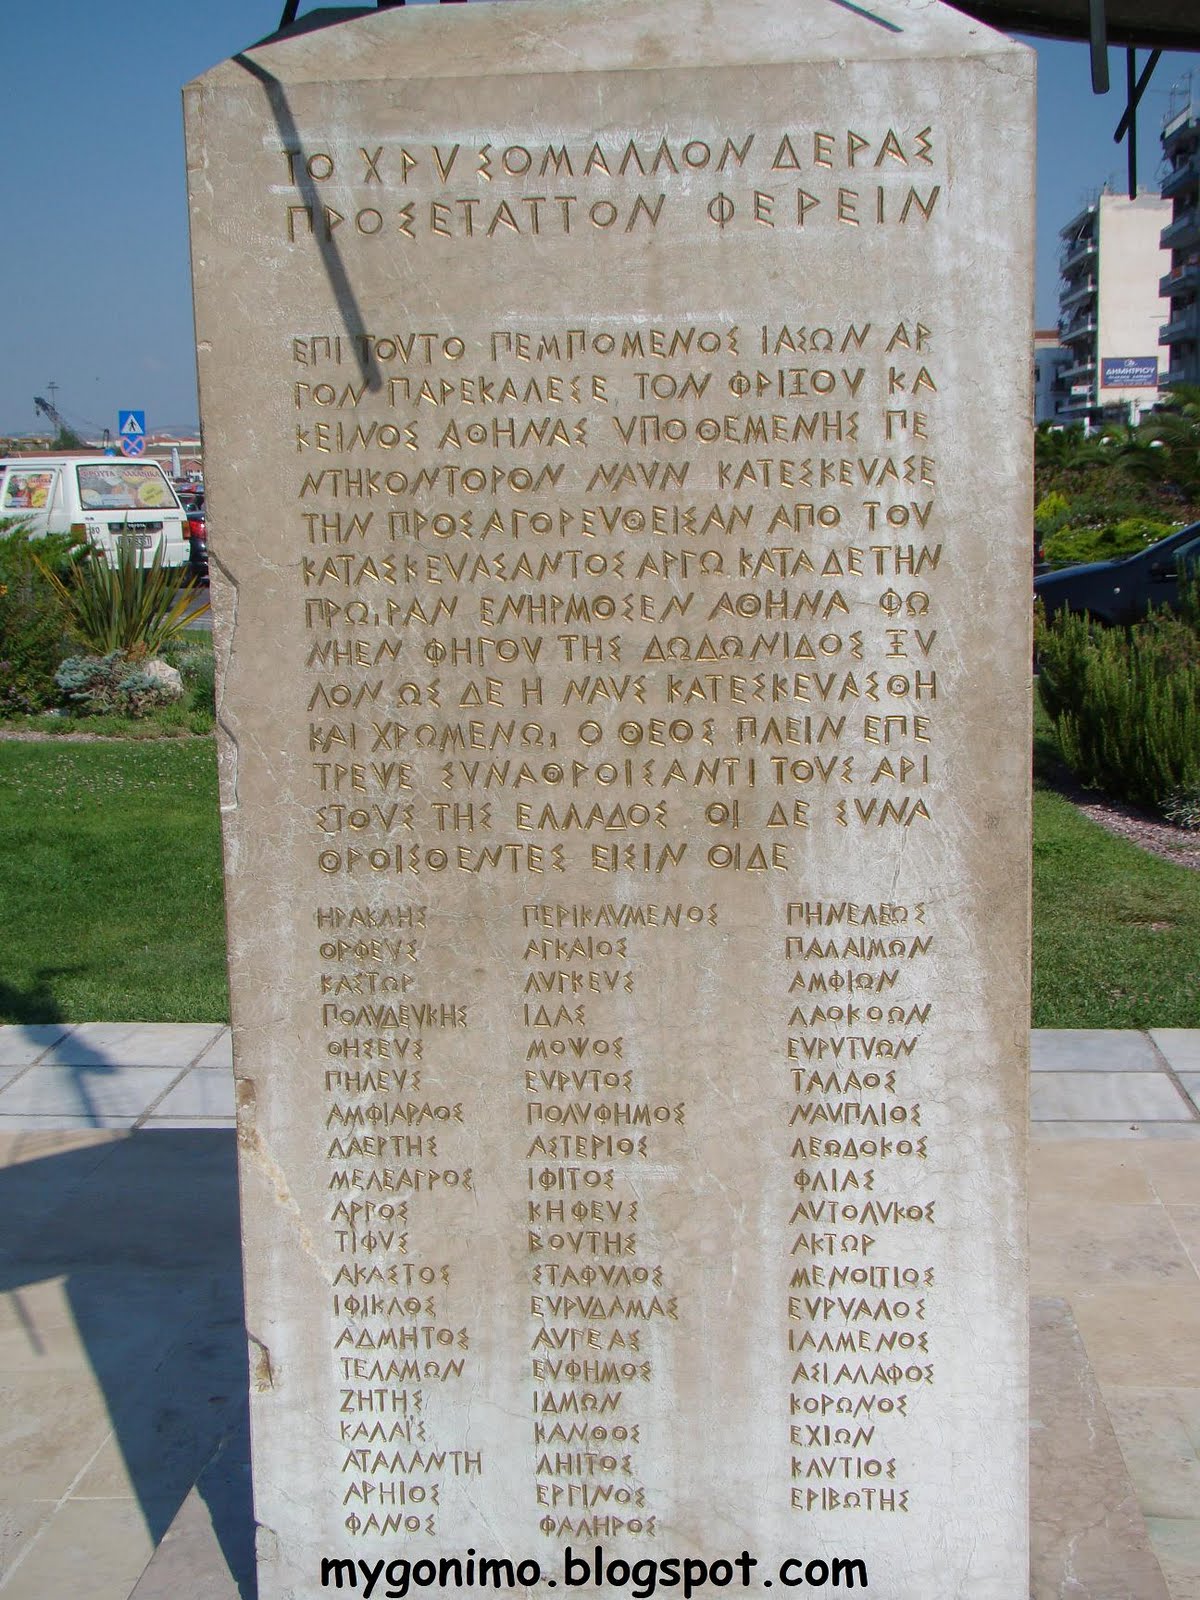 ΤΟ ΧΡΥΣΟΜΑΛΛΟΝ ΔΕΡΑΣ
ΠΡΟΣΕΤΑΤΤΟΝ ΦΕΡΕΙΝ
ΕΠΙ ΤΟΥΤΟ ΠΕΜΠΟΜΕΝΟΣ ΙΑΣΩΝ ΑΡ
ΓΟΝ ΠΑΡΕΚΑΛΕΣΕ ΤΟΝ ΦΡΙΞΟΥ ΚΑ
ΚΕΙΝΟΣ ΑΘΗΝΑΣ ΥΠΟΘΕΜΕΝΗΣ ΠΕ
ΝΤΗΚΟΝΤΟΡΟΝ ΝΑΥΝ ΚΑΤΕΣΚΕΥΑΣΕ
ΤΗΝ ΠΡΟΣΑΓΟΡΕΥΘΕΙΣΑΝ ΑΠΟ ΤΟΥ
ΚΑΤΑΣΚΕΥΑΣΑΝΤΟΣ ΑΡΓΩ ΚΑΤΑ ΔΕ ΤΗΝ
ΠΡΩΙΡΑΝ ΕΝΗΡΜΟΣΕΝ ΑΘΗΝΑ ΦΩ
ΝΗΕΝ ΦΗΓΟΥ ΤΗΣ ΔΩΔΩΝΙΔΟΣ ΞΥ
ΛΟΝ ΩΣ ΔΕ Η ΝΑΥΣ ΚΑΤΕΣΚΕΥΑΣΘΗ
ΚΑΙ ΧΡΩΜΕΝΩΙ Ο ΘΕΟΣ ΠΛΕΙΝ ΕΠΕ
ΤΡΕΨΕ ΣΥΝΑΘΡΟΙΣΑΝΤΙ ΤΟΥΣ ΑΡΙ
ΣΤΟΥΣ ΤΗΣ ΕΛΛΑΔΟΣ ΟΙ ΔΕ ΣΥΝΑ
ΘΡΟΙΣΘΕΝΤΕΣ ΕΙΣΙΝ ΟΙΔΕ
ΗΡΑΚΛΗΣ
ΟΡΦΕΥΣ
ΚΑΣΤΩΡ
ΠΟΛΥΔΕΥΚΗΣ
ΘΗΣΕΥΣ
ΠΗΛΕΥΣ
ΑΜΦΙΑΡΑΟΣ
ΛΑΕΡΤΗΣ
ΜΕΛΕΑΓΡΟΣ
ΑΡΓΟΣ
ΤΙΦΥΣ
ΑΚΑΣΤΟΣ
ΙΦΙΚΛΟΣ
ΑΔΜΗΤΟΣ
ΤΕΛΑΜΩΝ
ΖΗΤΗΣ
ΚΑΛΑΪΣ
ΑΤΑΛΑΝΤΗ
ΑΡΗΙΟΣ
ΦΑΝΟΣ
ΠΕΡΙΚΛΥΜΕΝΟΣ
ΑΓΚΑΙΟΣ
ΛΥΓΚΕΥΣ
ΙΔΑΣ
ΜΟΨΟΣ
ΕΥΡΥΤΟΣ
ΠΟΛΥΦΗΜΟΣ
ΑΣΤΕΡΙΟΣ
ΙΦΙΤΟΣ
ΚΗΦΕΥΣ
ΒΟΥΤΗΣ
ΣΤΑΦΥΛΟΣ
ΕΥΡΥΔΑΜΑΣ
ΑΥΓΕΑΣ
ΕΥΦΗΜΟΣ
ΙΔΜΩΝ
ΚΑΝΘΟΣ
ΛΗΙΤΟΣ
ΕΡΓΙΝΟΣ
ΦΑΛΗΡΟΣ
ΠΗΝΕΛΕΩΣ
ΠΑΛΑΙΜΩΝ
ΑΜΦΙΩΝ
ΛΑΟΚΟΩΝ
ΕΥΡΥΤΥΩΝ
ΤΑΛΑΟΣ
ΝΑΥΠΛΙΟΣ
ΛΕΩΔΟΚΟΣ
ΦΛΙΑΣ
ΑΥΤΟΛΥΚΟΣ
ΑΚΤΩΡ
ΜΕΝΟΙΤΙΟΣ
ΕΥΡΥΑΛΟΣ
ΙΑΛΜΕΝΟΣ
ΑΣΙΑΛΑΦΟΣ
ΚΟΡΩΝΟΣ
ΕΧΙΩΝ
ΚΛΥΤΙΟΣ
ΕΡΙΒΩΤΗΣ
ΔΗΜΗΤΡΙΟΥ
mygonimo.blogspot.com